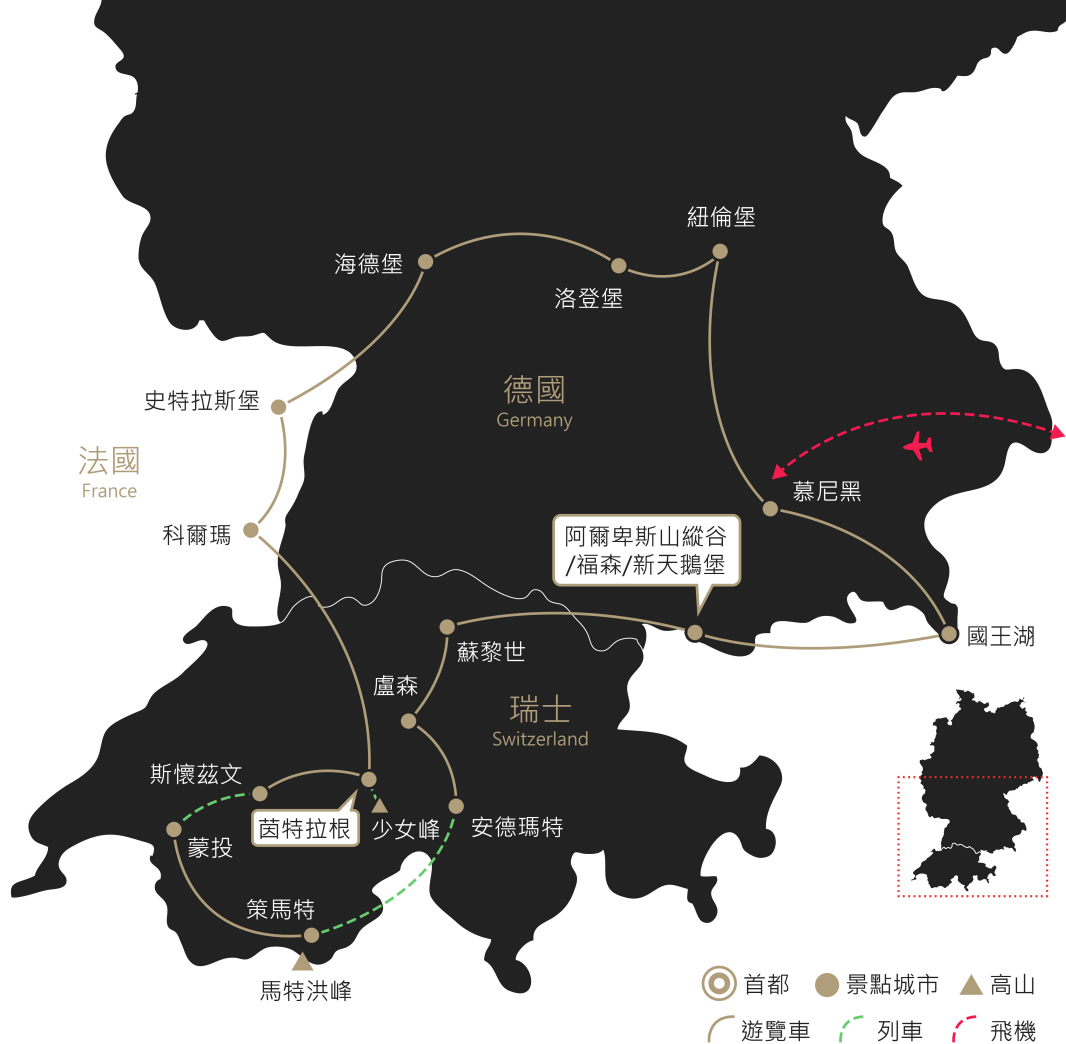 紐倫堡
海德堡
洛登堡
德國
Germany
史特拉斯堡
法國
France
慕尼黑
科爾瑪
阿爾卑斯山縱谷
/福森/新天鵝堡
國王湖
蘇黎世
盧森
瑞士
Switzerland
斯懷茲文
茵特拉根
少女峰
安德瑪特
蒙投
策馬特
馬特洪峰
首都
景點城市
高山
遊覽車
列車
飛機